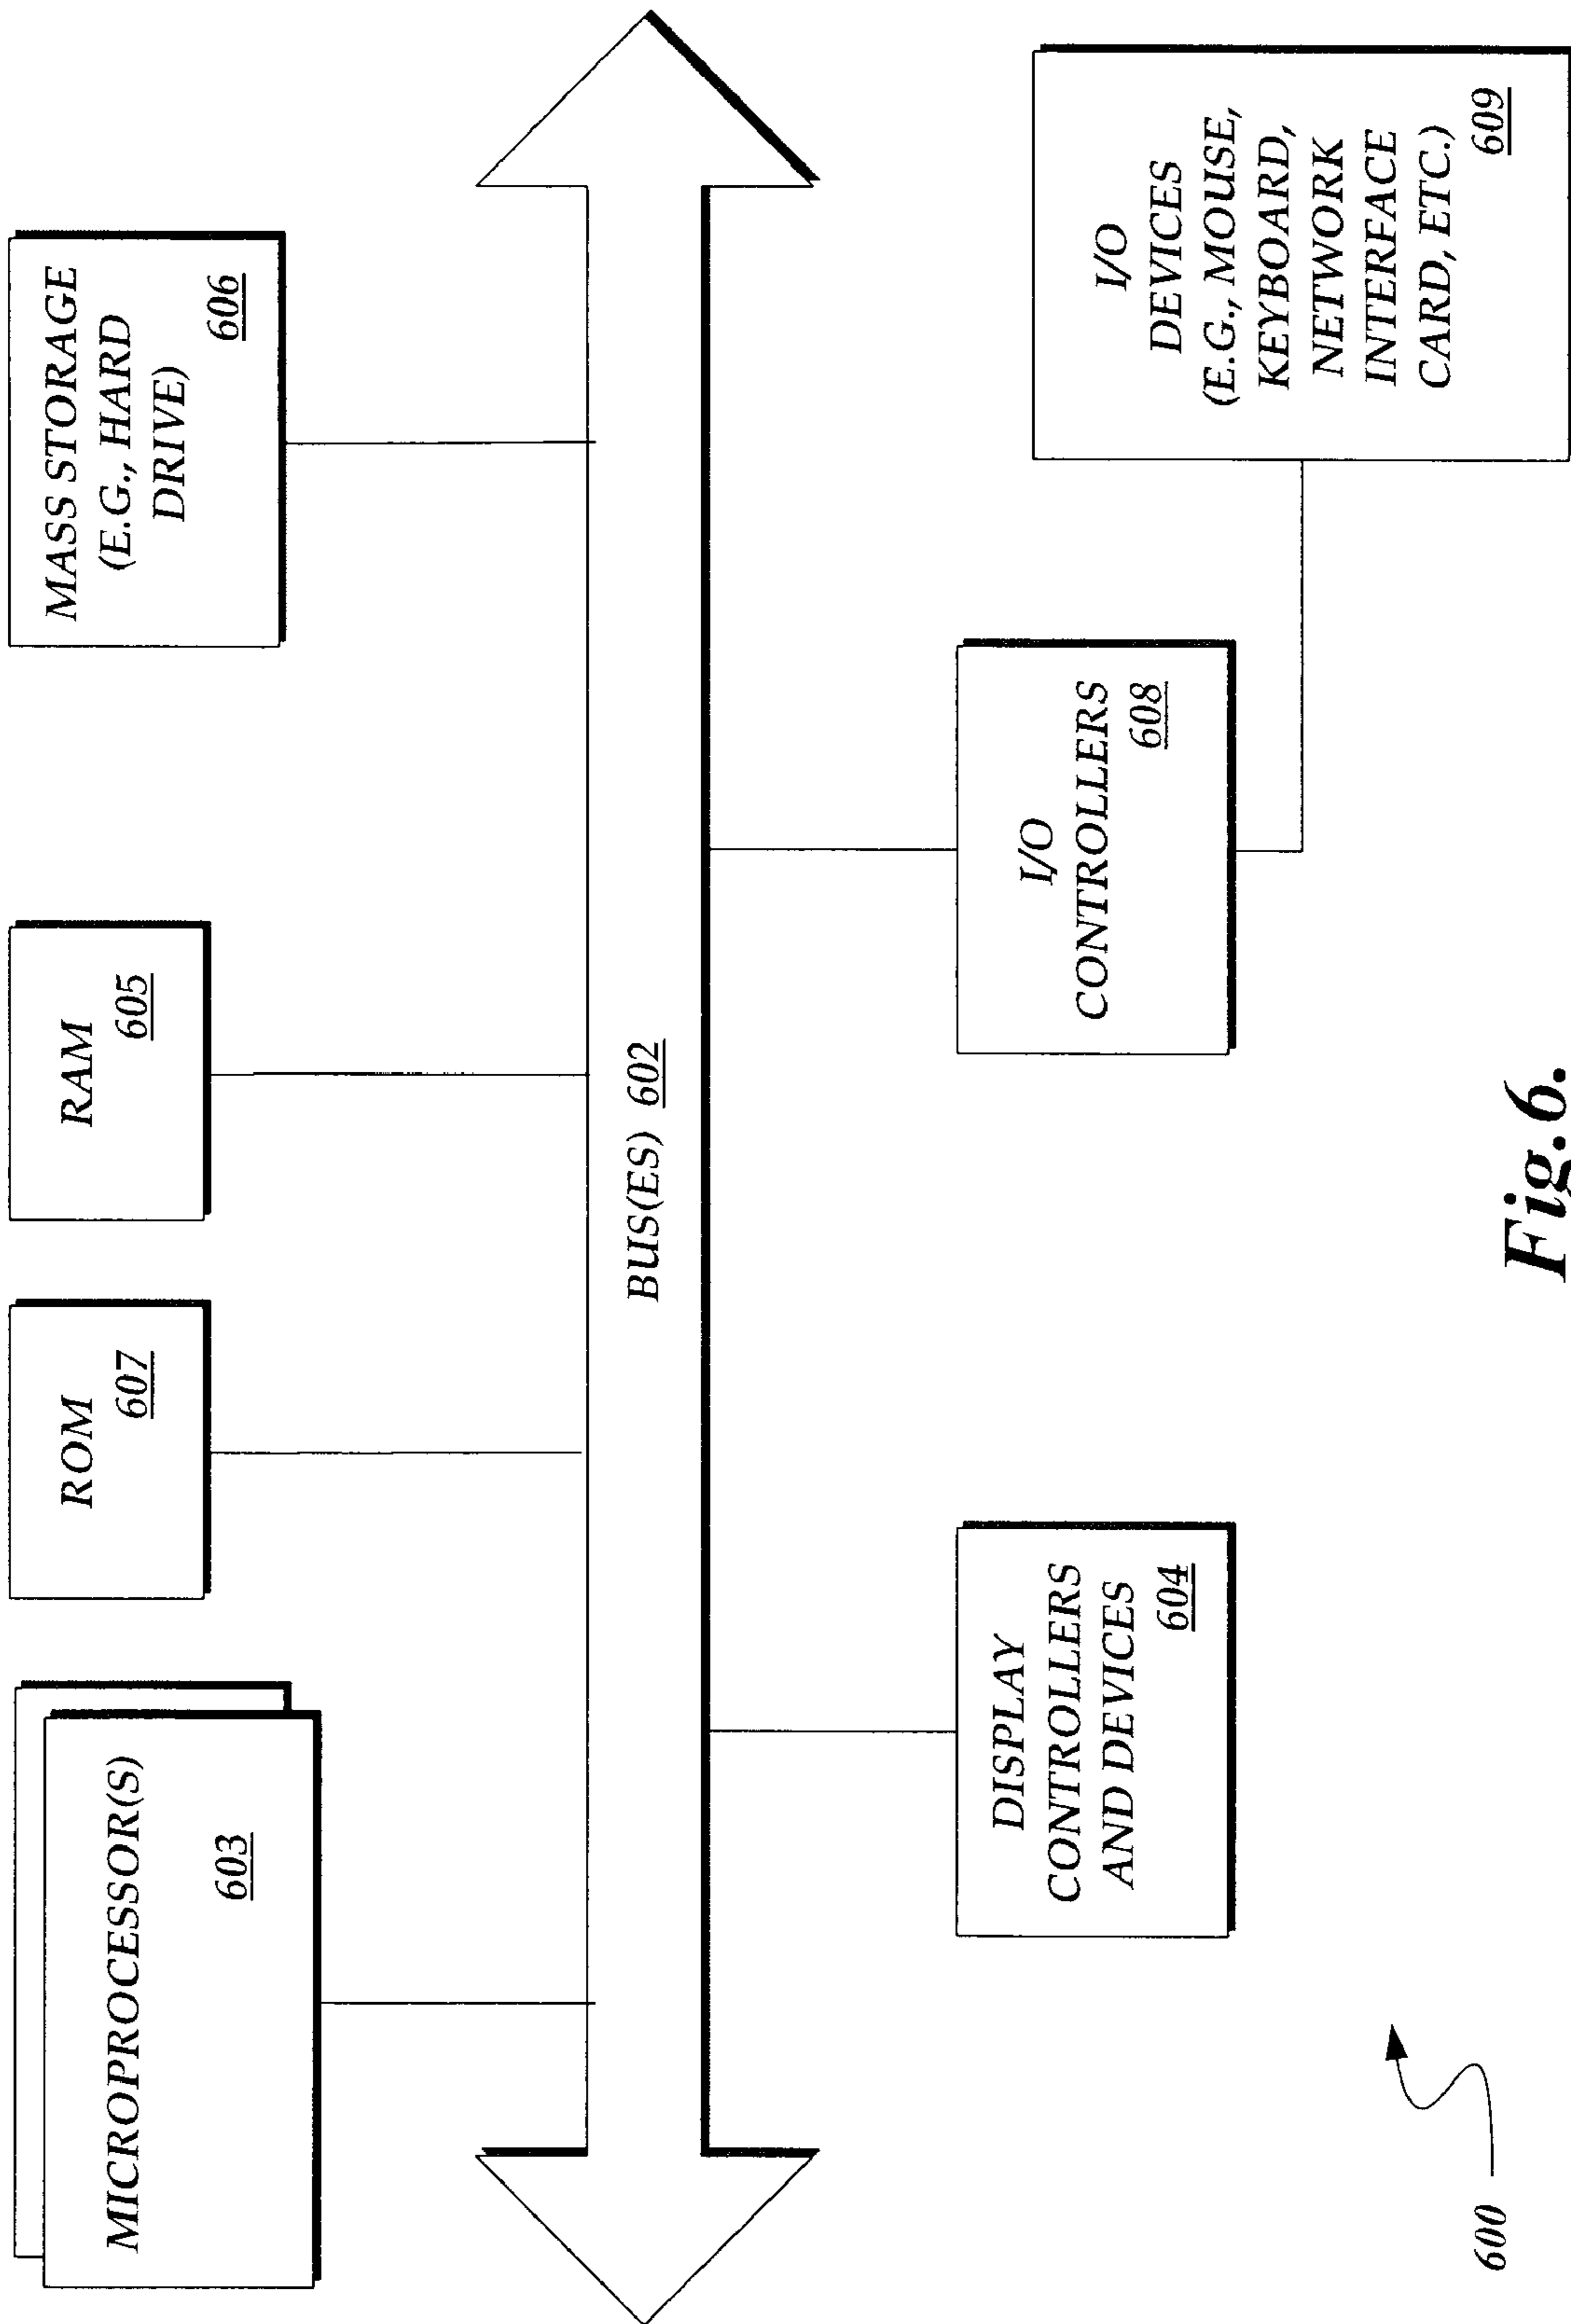 MICROPROCESSOR(S)
603
ROM
607
RAM
605
MASS STORAGE
(E.G., HARD
DRIVE)
606
BUS(ES) 602
DISPLAY
CONTROLLERS
AND DEVICES
604
I/O
CONTROLLERS
608
I/O
DEVICES
(E.G., MOUSE,
KEYBOARD,
NETWORK
INTERFACE
CARD, ETC.)
609
600
Fig.6.